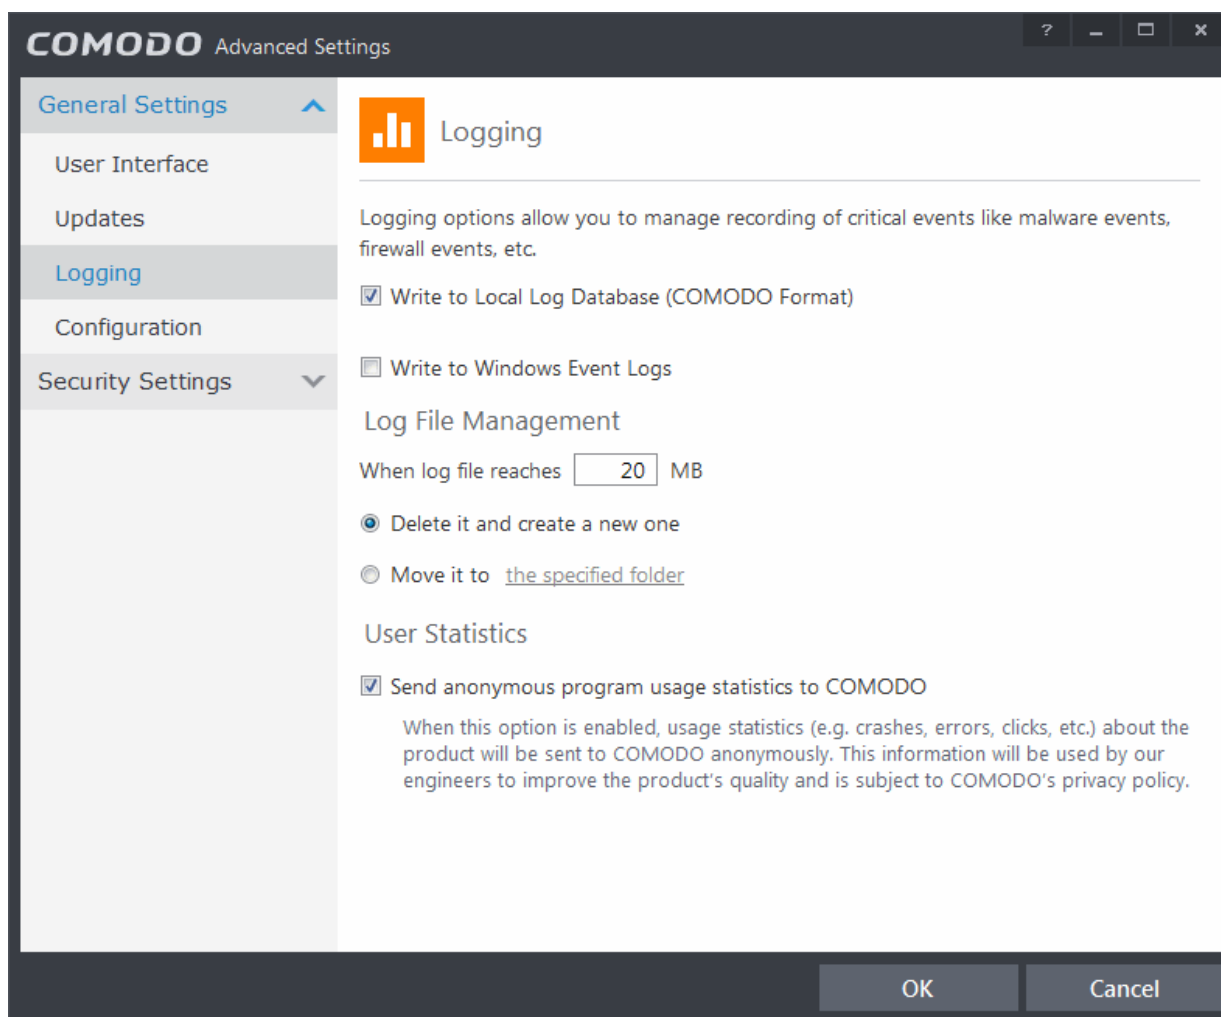 COMODO Advanced Settings
?
General Settings
User Interface
Updates
Logging
Configuration
Security Settings
Logging
Logging options allow you to manage recording of critical events like malware events,
firewall events, etc.
Write to Local Log Database (COMODO Format)
Write to Windows Event Logs
Log File Management
When log file reaches 20 MB
Delete it and create a new one
Move it to the specified folder
User Statistics
Send anonymous program usage statistics to COMODO
When this option is enabled, usage statistics (e.g. crashes, errors, clicks, etc.) about the
product will be sent to COMODO anonymously. This information will be used by our
engineers to improve the product's quality and is subject to COMODO's privacy policy.
OK Cancel